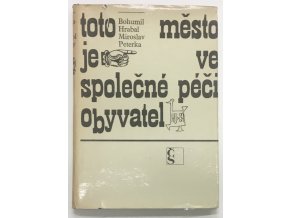 toto město
Bohumil
Hrabal
Miroslav
Peterka
je ve
společné péči
obyvatel
ČS